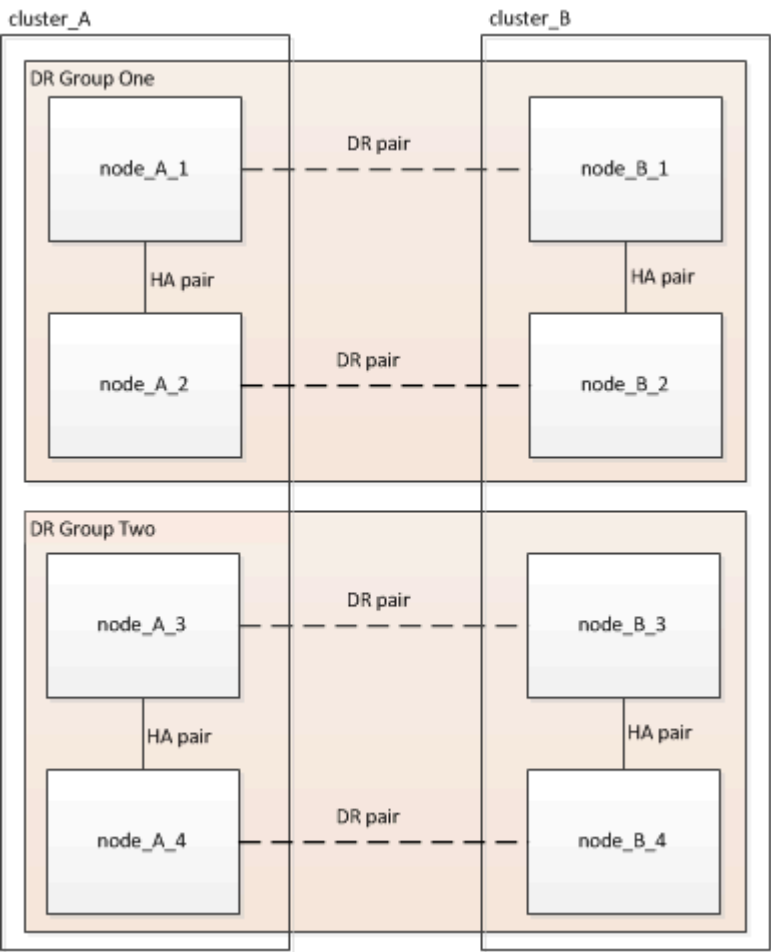 cluster_A
cluster_B
DR Group One
node_A_1
DR pair
node_B_1
HA pair
HA pair
node_A_2
DR pair
node_B_2
DR Group Two
node_A_3
DR pair
node_B_3
HA pair
HA pair
node_A_4
DR pair
node_B_4